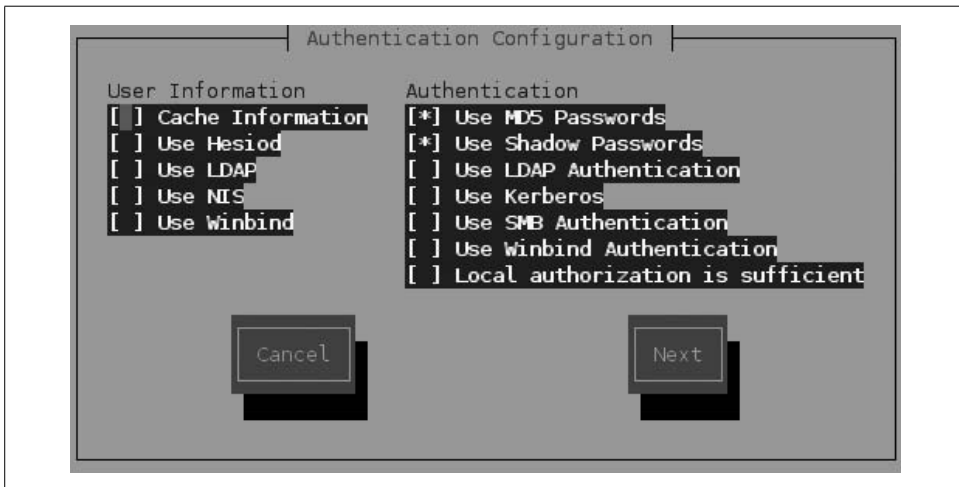 Authentication Configuration
User Information
[ ] Cache Information
[ ] Use Hesiod
[ ] Use LDAP
[ ] Use NIS
[ ] Use Winbind
Authentication
[*] Use MD5 Passwords
[*] Use Shadow Passwords
[ ] Use LDAP Authentication
[ ] Use Kerberos
[ ] Use SMB Authentication
[ ] Use Winbind Authentication
[ ] Local authorization is sufficient
Cancel
Next